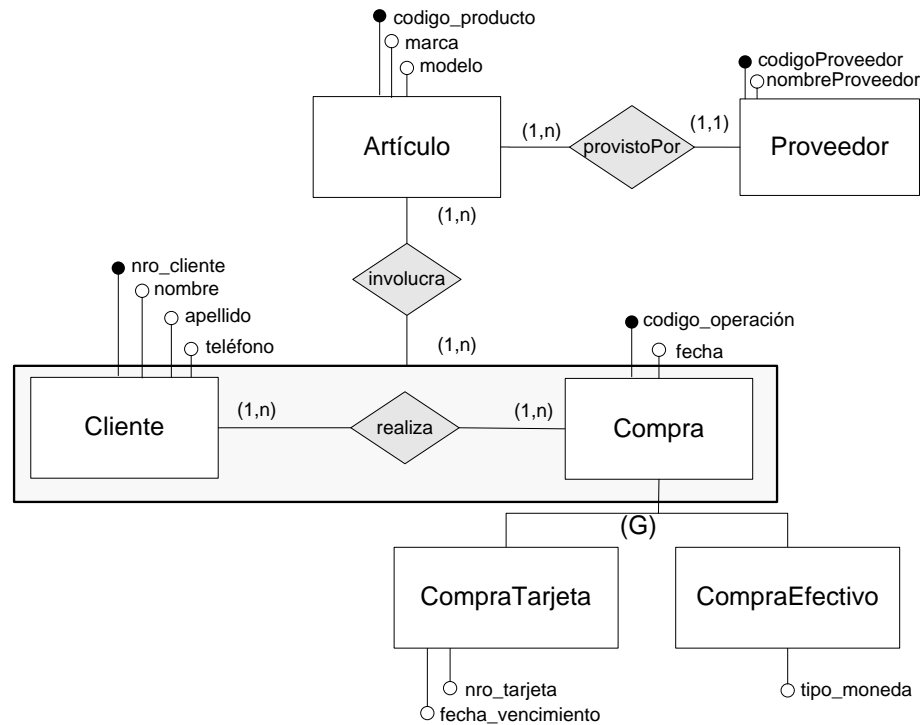 codigo_producto
marca
modelo
codigoProveedor
nombreProveedor
Artículo
(1,n)
provistoPor
(1,1)
Proveedor
(1,n)
involucra
nro_cliente
nombre
apellido
teléfono
(1,n)
codigo_operación
fecha
Cliente
(1,n)
realiza
(1,n)
Compra
(G)
CompraTarjeta
CompraEfectivo
nro_tarjeta
fecha_vencimiento
tipo_moneda